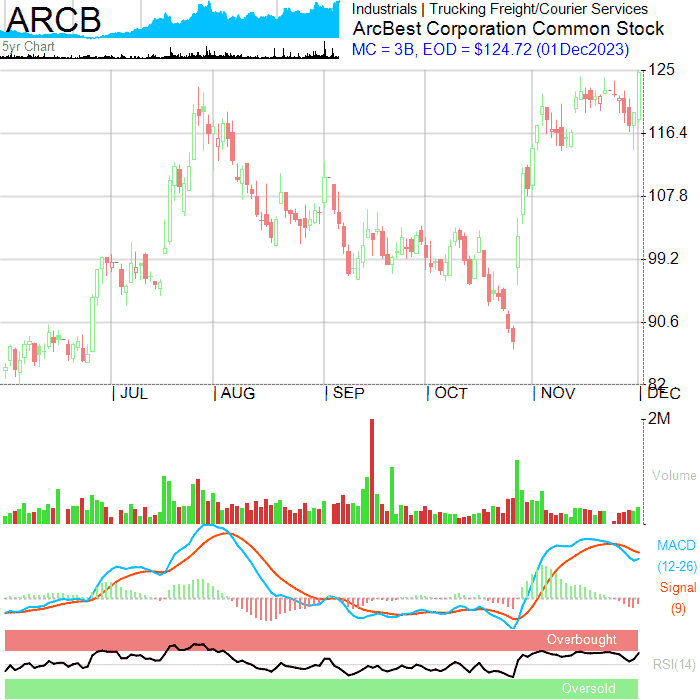 ARCB
5yr Chart
Industrials | Trucking Freight/Courier Services
ArcBest Corporation Common Stock
MC = 3B, EOD = $124.72 (01Dec2023)
125
116.4
107.8
99.2
90.6
82
JUL
AUG
SEP
OCT
NOV
DEC
2M
Volume
MACD
(12-26)
Signal
(9)
Overbought
RSI(14)
Oversold